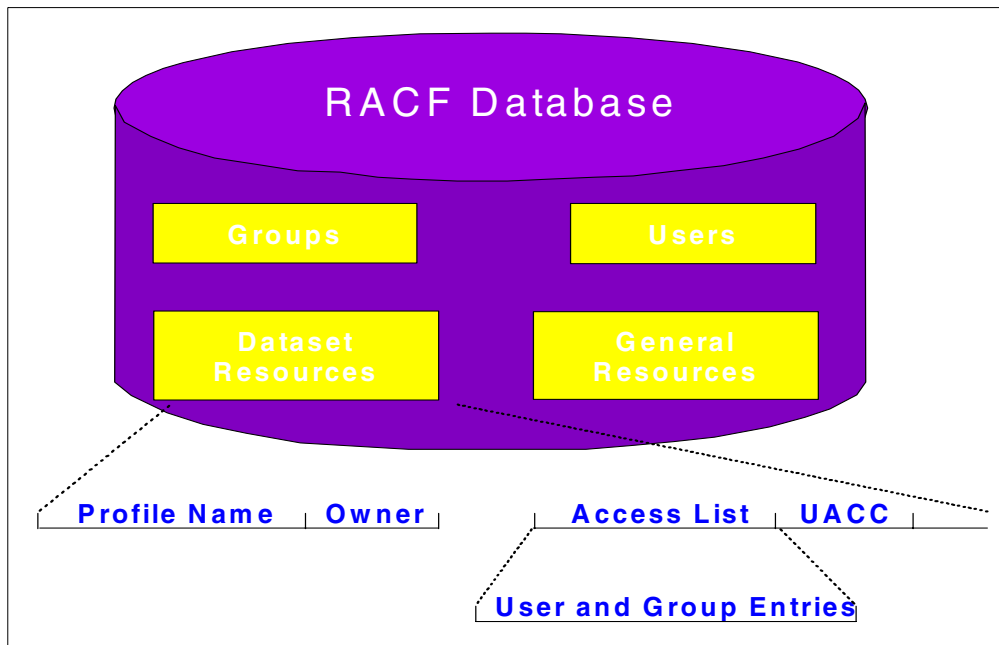 RACF Database
Groups
Users
Dataset
Resources
General
Resources
Profile Name
Owner
Access List
UACC
User and Group Entries